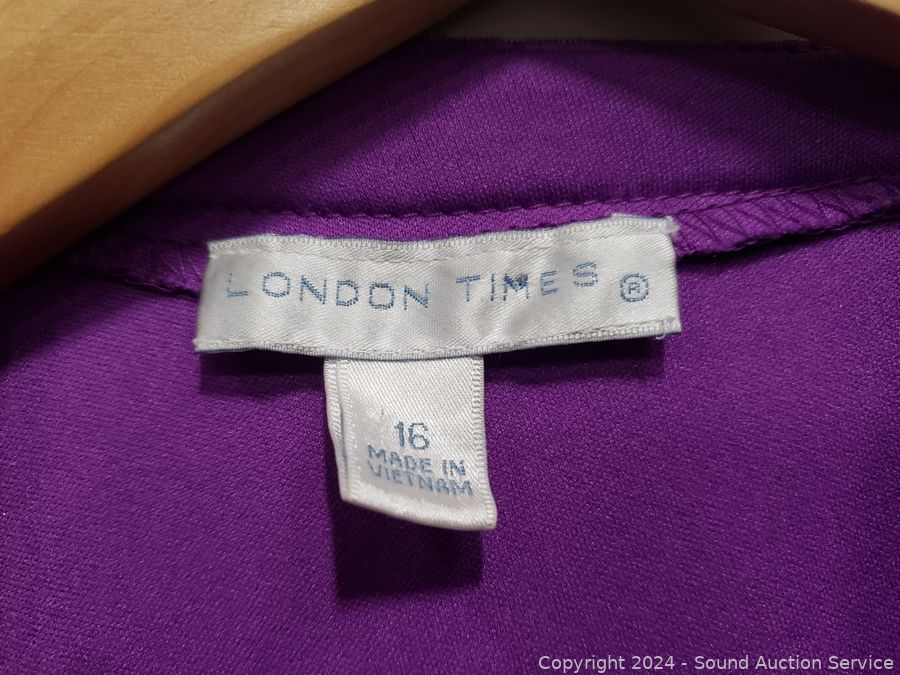 LONDON TIMES ®
16
MADE IN
VIETNAM
Copyright 2024 - Sound Auction Service